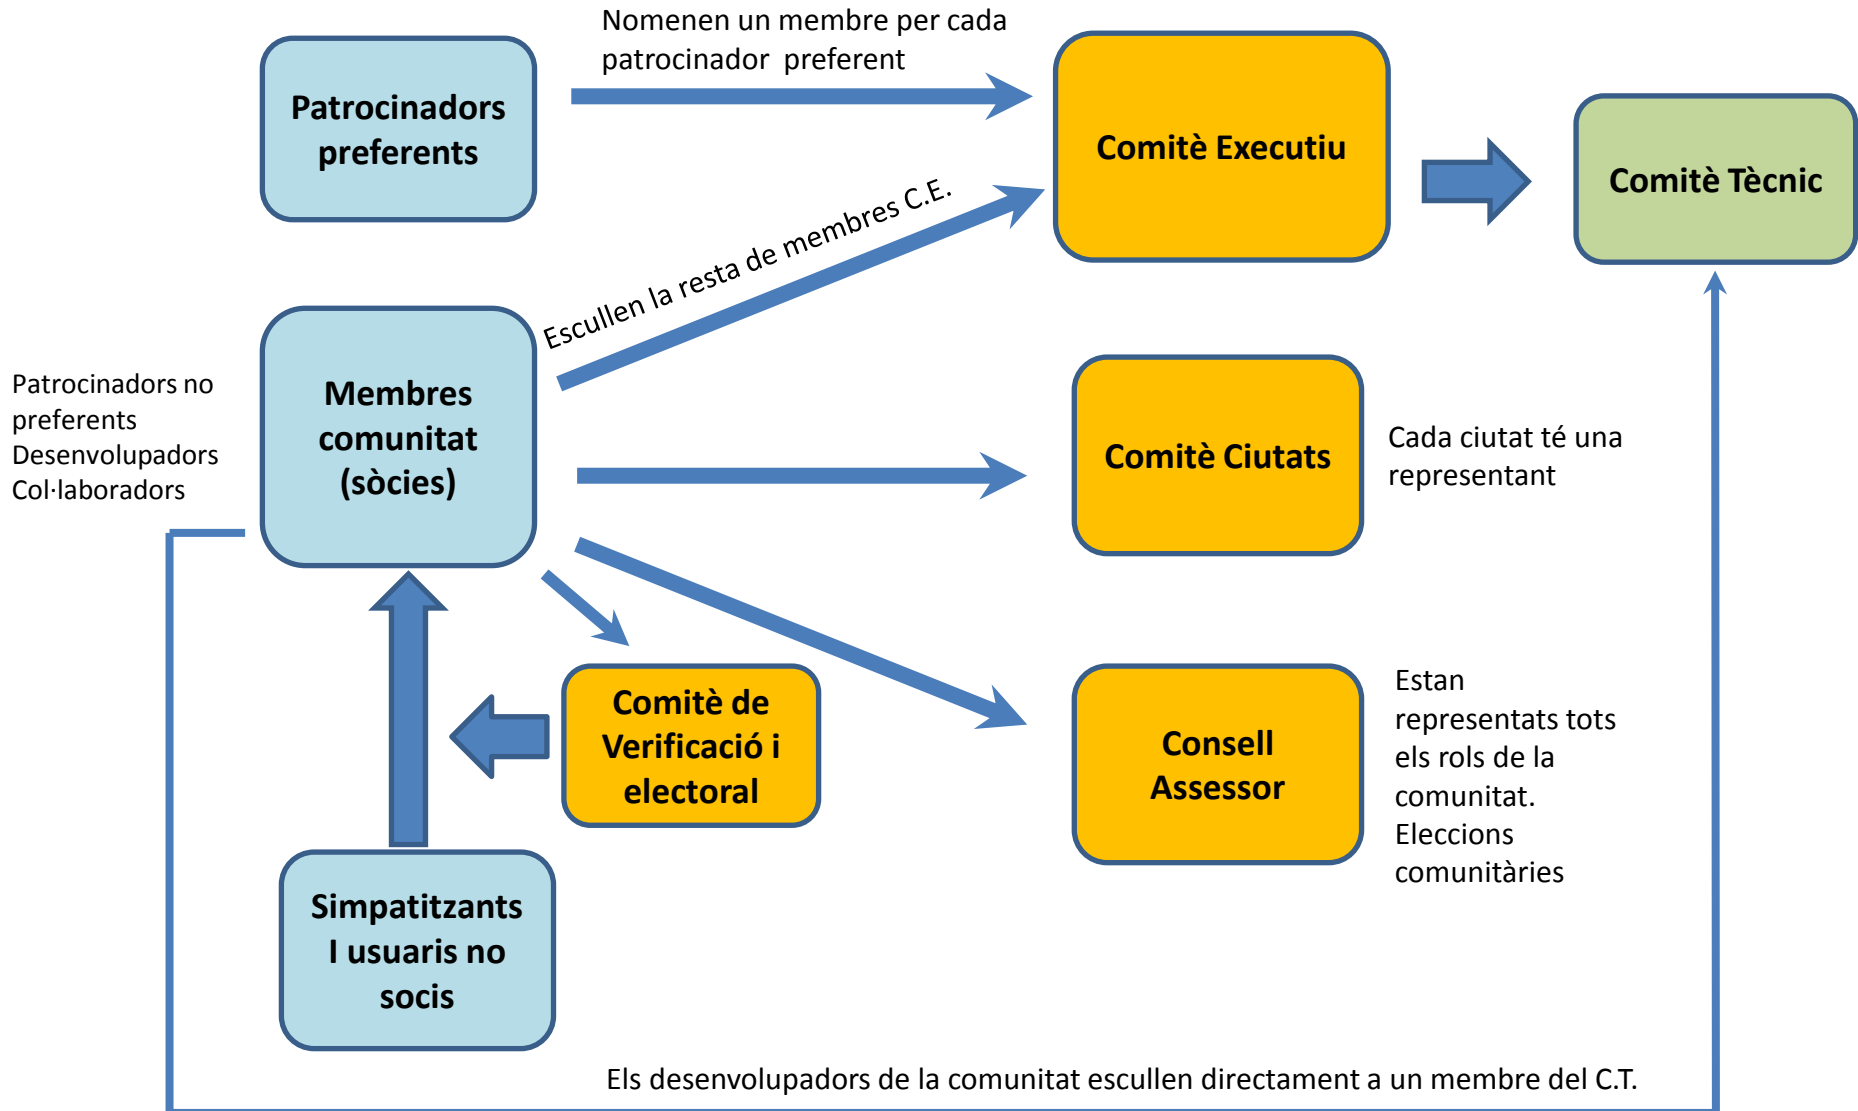 Nomenen un membre per cada
patrocinador preferent
Patrocinadors
preferents
Comitè Executiu
Comitè Tècnic
Escullen la resta de membres C.E.
Patrocinadors no
preferents
Desenvolupadors
Col·laboradors
Membres
comunitat
(sòcies)
Comitè Ciutats
Cada ciutat té una
representant
Comitè de
Verificació i
electoral
Consell
Assessor
Estan
representats tots
els rols de la
comunitat.
Eleccions
comunitàries
Simpatitzants
I usuaris no
socis
Els desenvolupadors de la comunitat escullen directament a un membre del C.T.